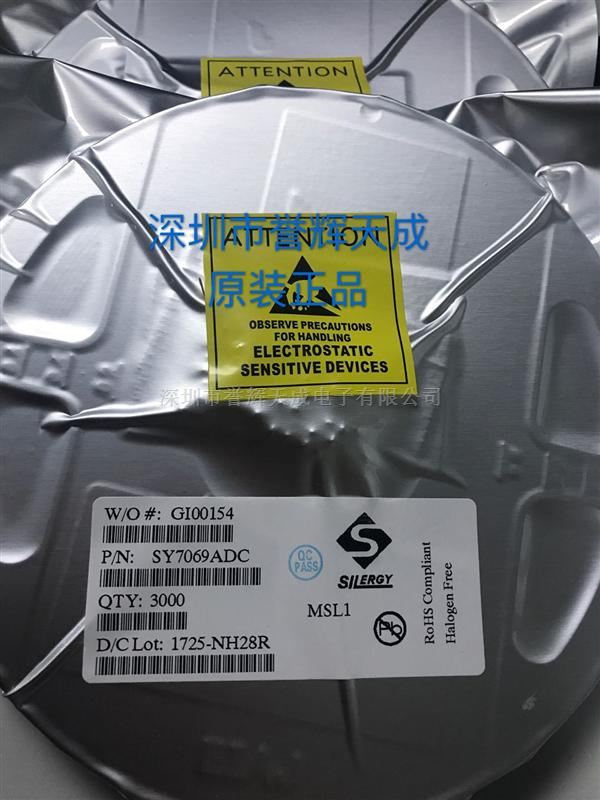 ATTENTION
深圳市誉辉天成
ATTENTION
原装正品
OBSERVE PRECAUTIONS
FOR HANDLING
ELECTROSTATIC
SENSITIVE DEVICES
深圳市誉辉天成电子有限公司
W/O #: GI00154
P/N: SY7069ADC
QTY: 3000
D/C Lot: 1725-NH28R
QC
PASS
SILERGY
MSL1
Pb
RoHS Compliant
Halogen Free